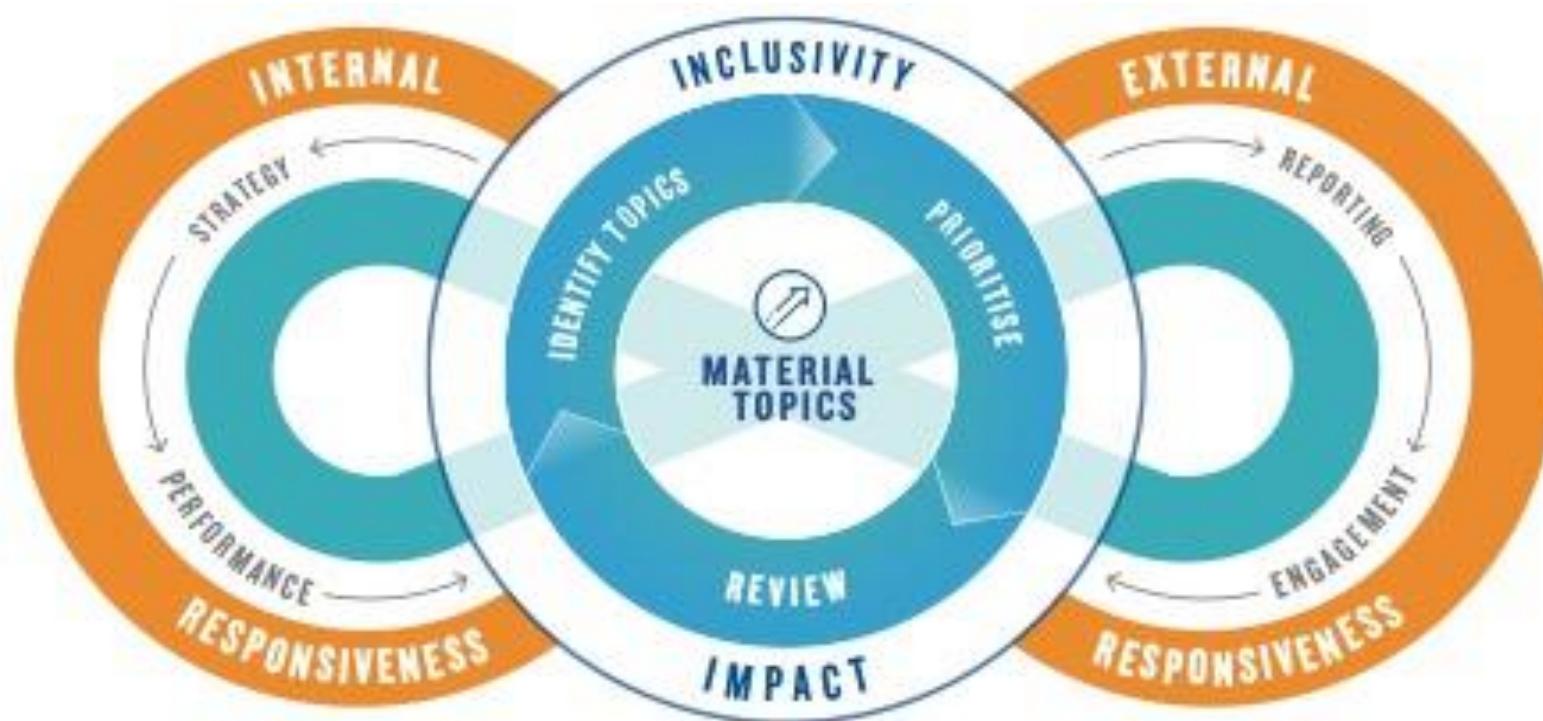 INTERNAL
STRATEGY
PERFORMANCE
RESPONSIVENESS
INCLUSIVITY
IDENTIFY TOPICS
PRIORITISE
MATERIAL
TOPICS
REVIEW
IMPACT
EXTERNAL
REPORTING
ENGAGEMENT
RESPONSIVENESS